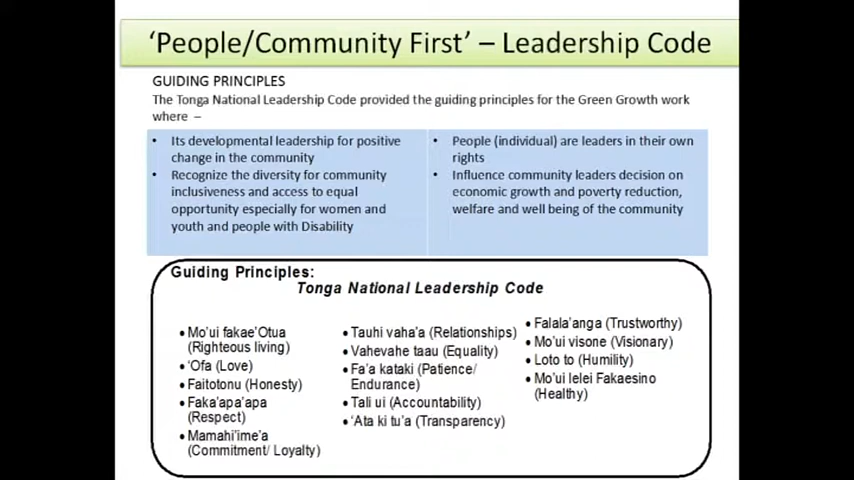 ‘People/Community First’ – Leadership Code
GUIDING PRINCIPLES
The Tonga National Leadership Code provided the guiding principles for the Green Growth work
where –
• Its developmental leadership for positive
change in the community
• Recognize the diversity for community
inclusiveness and access to equal
opportunity especially for women and
youth and people with Disability
• People (individual) are leaders in their own
rights
• Influence community leaders decision on
economic growth and poverty reduction,
welfare and well being of the community
Guiding Principles:
Tonga National Leadership Code
• Mo’ui fakae’Otua
(Righteous living)
• ‘Ofa (Love)
• Faitotonu (Honesty)
• Faka’apa’apa
(Respect)
• Mamahi’ime’a
(Commitment/ Loyalty)
• Tauhi vaha’a (Relationships)
• Vahevahe taau (Equality)
• Fa’a kataki (Patience/
Endurance)
• Tali ui (Accountability)
• ‘Ata ki tu’a (Transparency)
• Falala’anga (Trustworthy)
• Mo’ui visone (Visionary)
• Loto to (Humility)
• Mo’ui lelei Fakaesino
(Healthy)